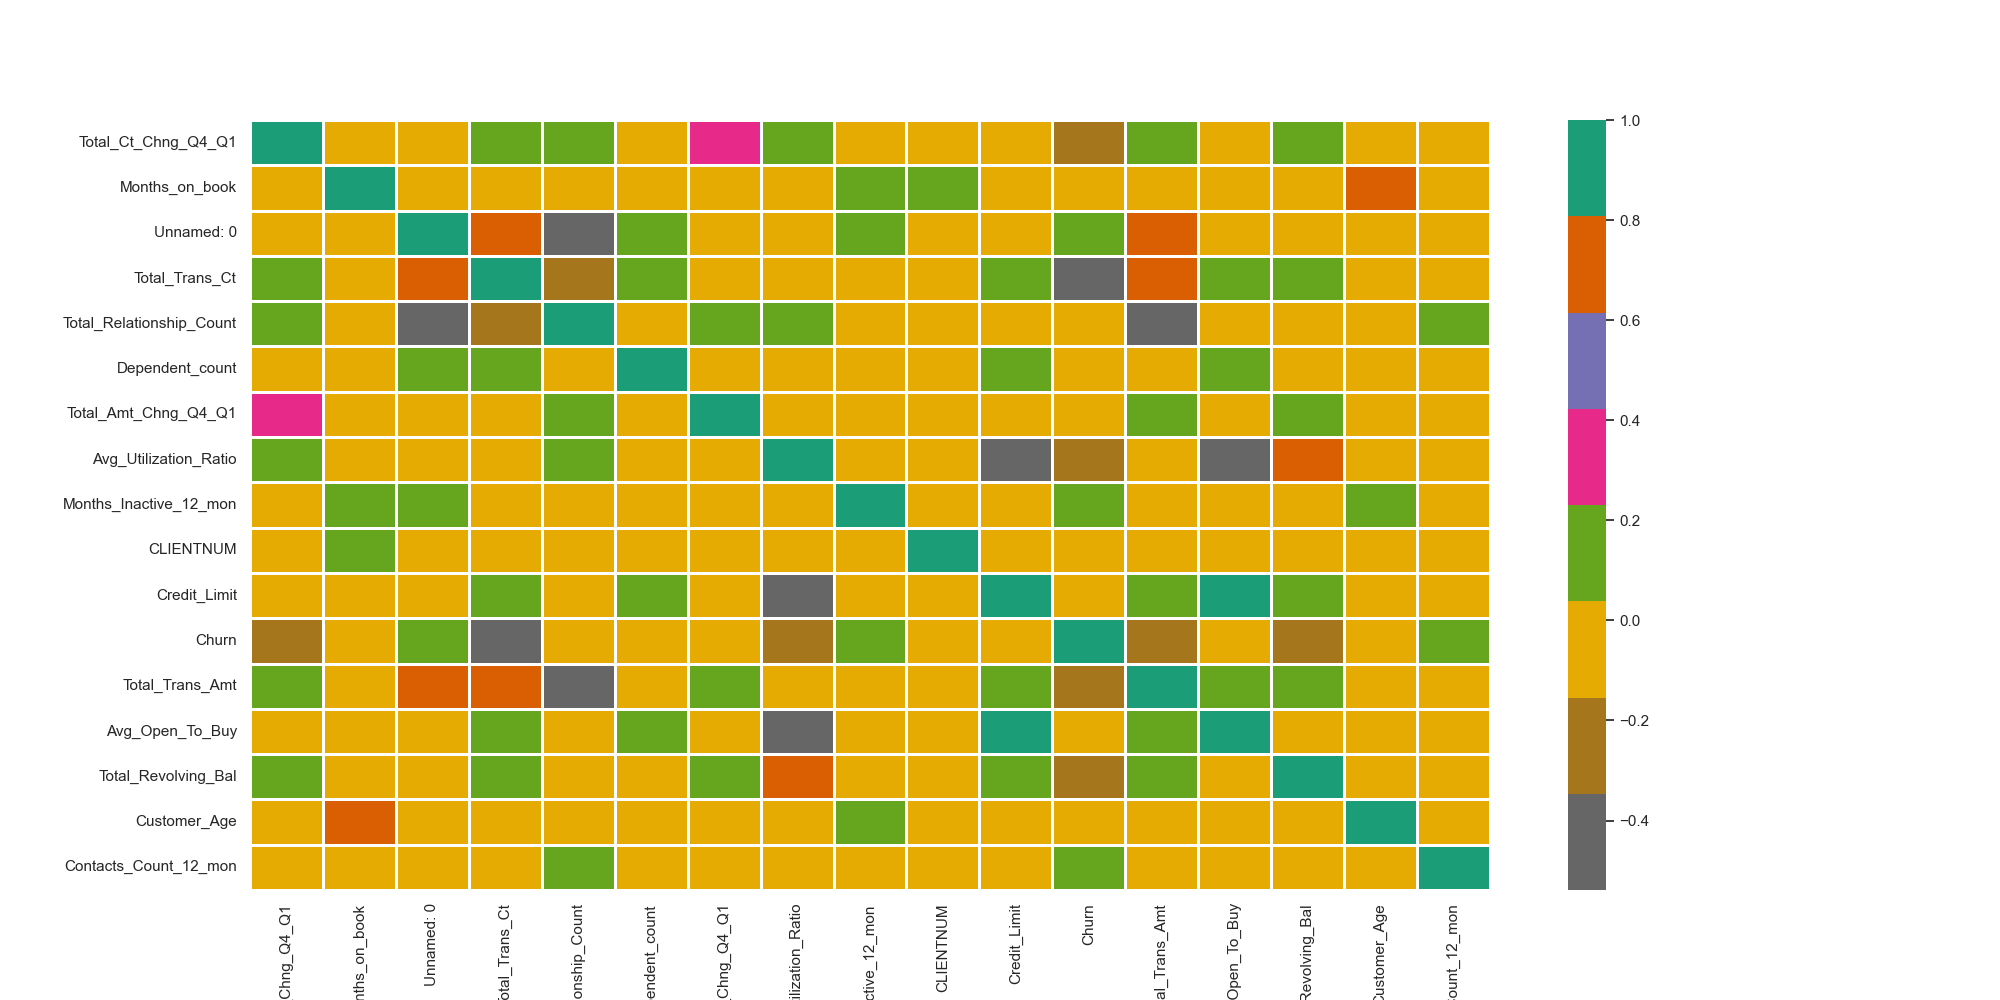 Total_Ct_Chng_Q4_Q1
Months_on_book
Unnamed: 0
Total_Trans_Ct
Total_Relationship_Count
Dependent_count
Total_Amt_Chng_Q4_Q1
Avg_Utilization_Ratio
Months_Inactive_12_mon
CLIENTNUM
Credit_Limit
Churn
Total_Trans_Amt
Avg_Open_To_Buy
Total_Revolving_Bal
Customer_Age
Contacts_Count_12_mon
_Chng_Q4_Q1
nths_on_book
Unnamed: 0
otal_Trans_Ct
onship_Count
endent_count
_Chng_Q4_Q1
ilization_Ratio
ctive_12_mon
CLIENTNUM
Credit_Limit
Churn
al_Trans_Amt
Open_To_Buy
Revolving_Bal
Customer_Age
ount_12_mon
1.0
0.8
0.6
0.4
0.2
0.0
−0.2
−0.4